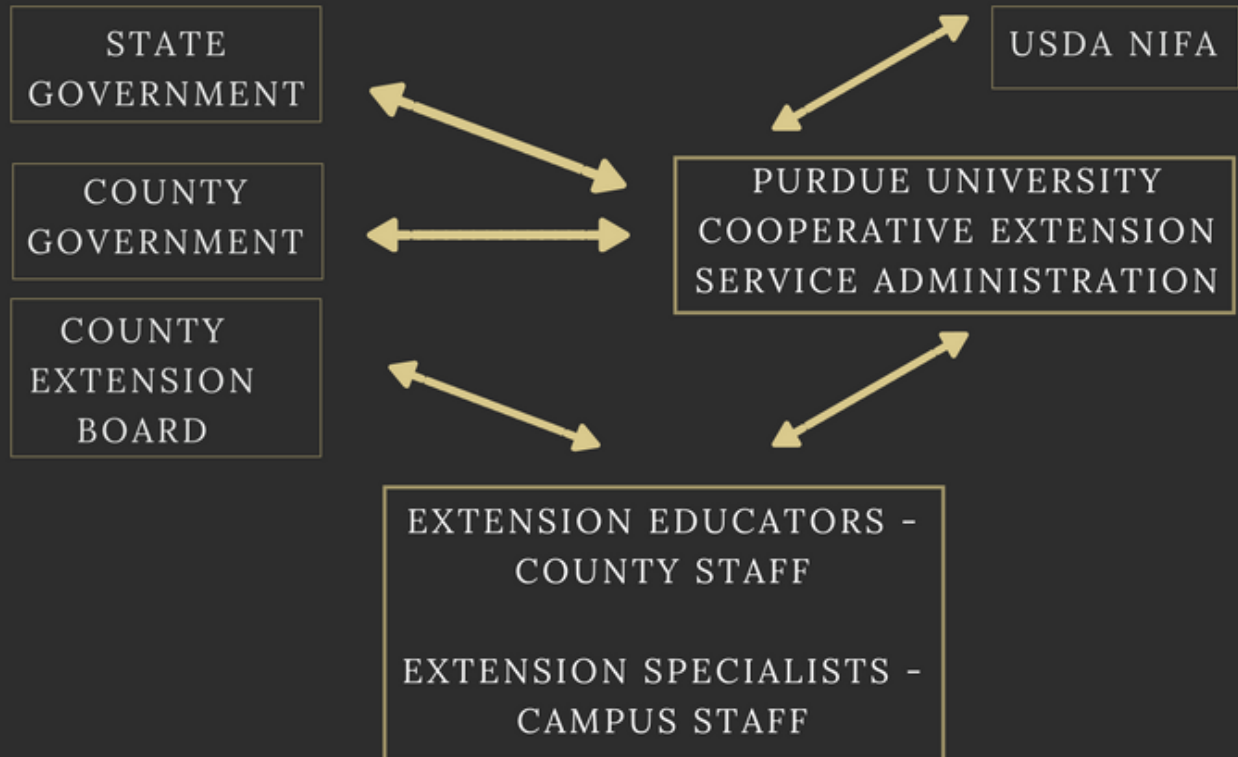 STATE
GOVERNMENT
USDA NIFA
COUNTY
GOVERNMENT
PURDUE UNIVERSITY
COOPERATIVE EXTENSION
SERVICE ADMINISTRATION
COUNTY
EXTENSION
BOARD
EXTENSION EDUCATORS -
COUNTY STAFF
EXTENSION SPECIALISTS -
CAMPUS STAFF